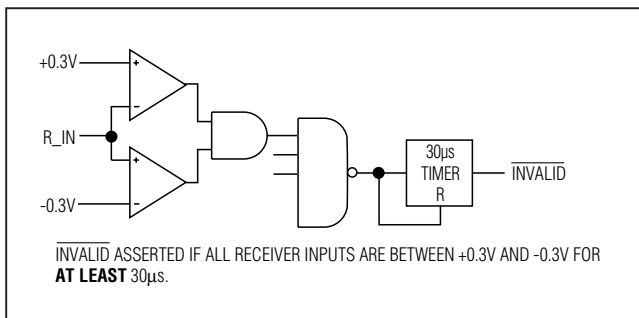 +0.3V
+
-
R_IN
+
-0.3V
-
30µs
TIMER
R
INVALID
INVALID ASSERTED IF ALL RECEIVER INPUTS ARE BETWEEN +0.3V AND -0.3V FOR
AT LEAST 30µs.